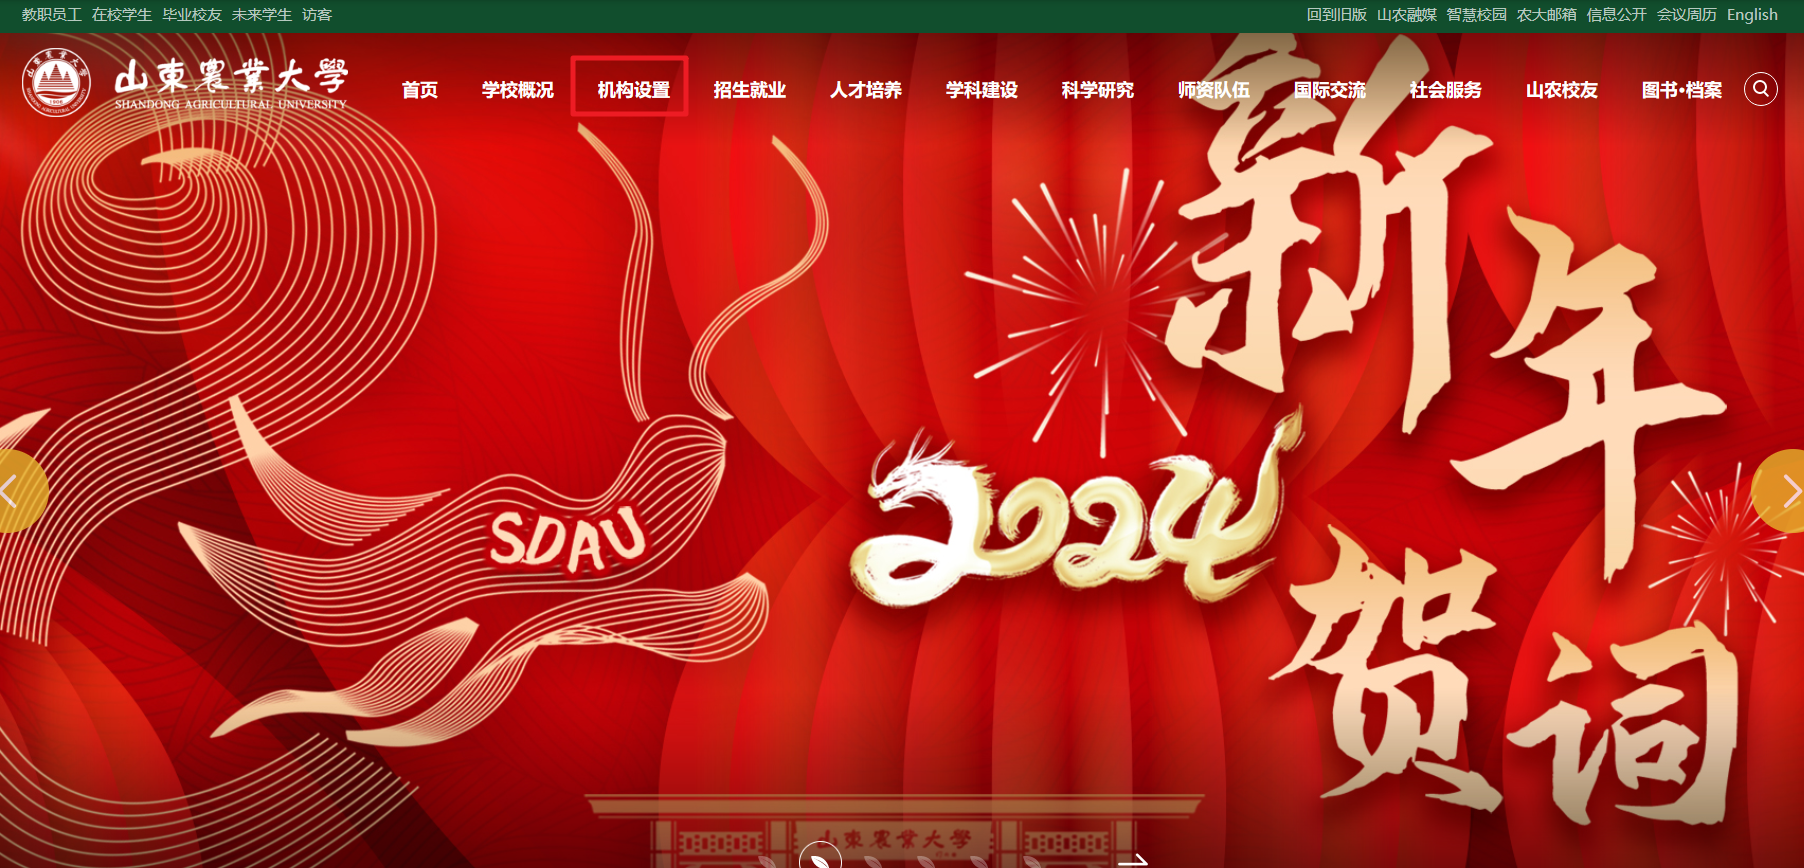 教职员工 在校学生 毕业校友 未来学生 访客
回到旧版 山农融媒 智慧校园 农大邮箱 信息公开 会议周历 English
山東農業大學
SHANDONG AGRICULTURAL UNIVERSITY
首页 学校概况 机构设置 招生就业 人才培养 学科建设 科学研究 师资队伍 国际交流 社会服务 山农校友 图书·档案
新年
贺词
2024
SDAU
山東農業大學